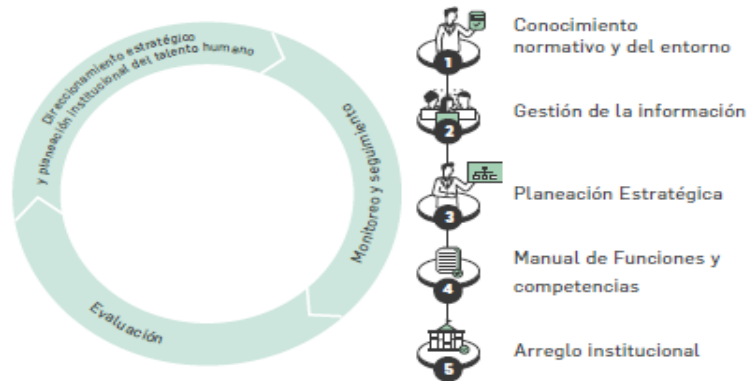 Direccionamiento estratégico
y planeación institucional del talento humano
Monitoreo y seguimiento
Evaluación
1
Conocimiento
normativo y del entorno
2
Gestión de la información
3
Planeación Estratégica
4
Manual de Funciones y
competencias
5
Arreglo institucional